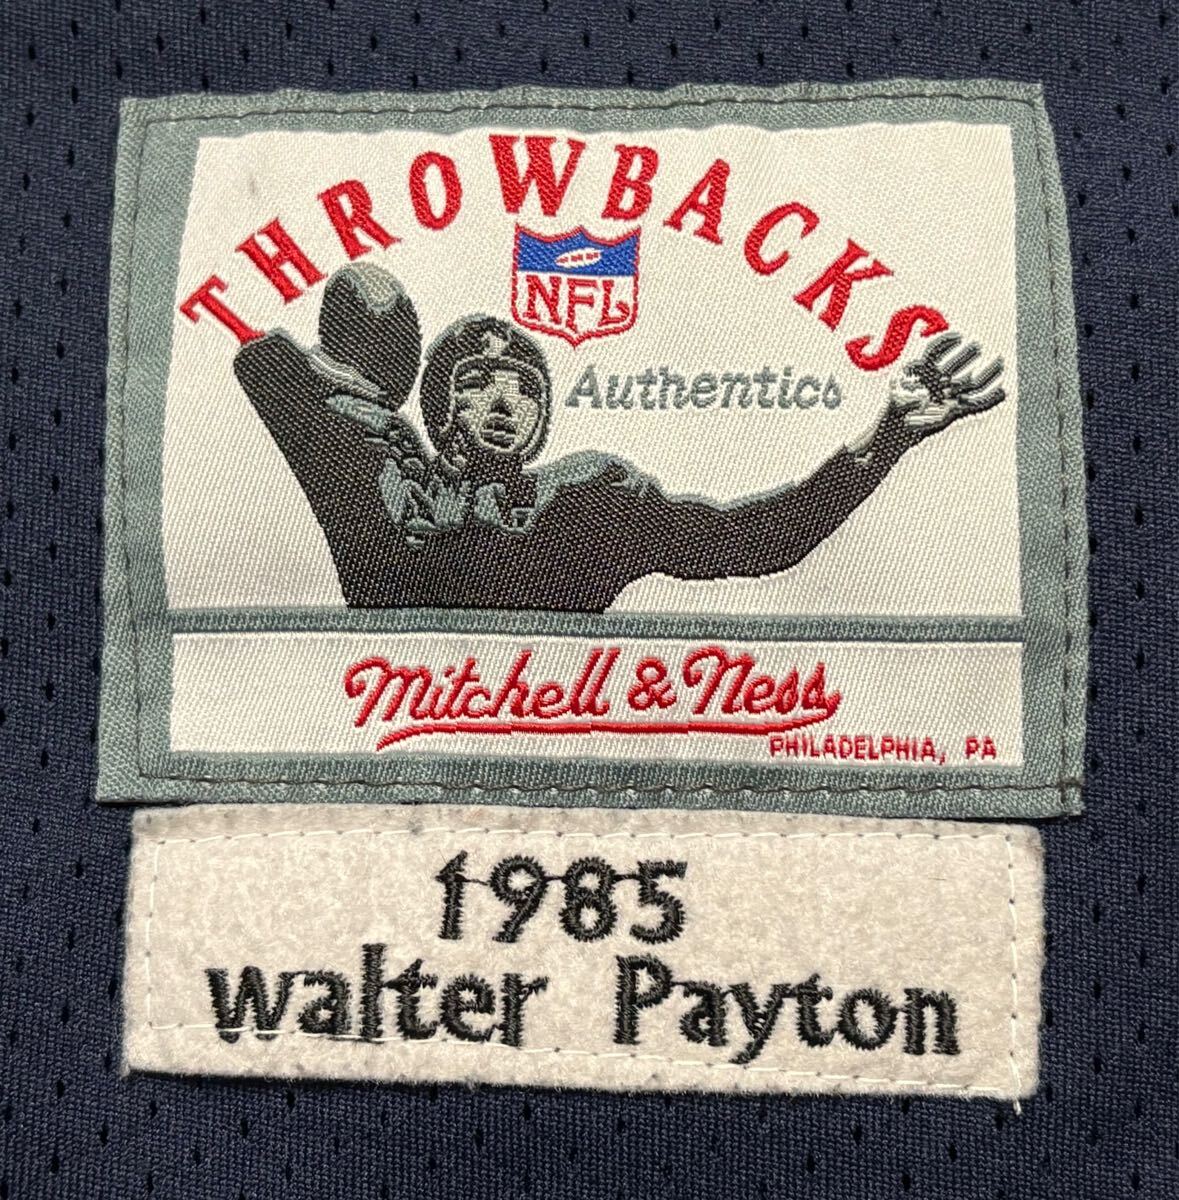 THROWBACKS
NFL
Authentics
Mitchell & Ness
PHILADELPHIA, PA
1985
walter Payton